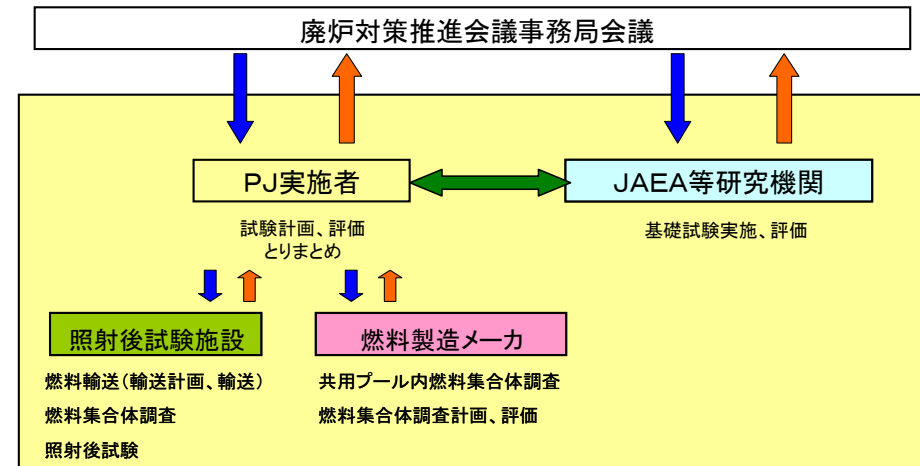 廃炉対策推進会議事務局会議
PJ実施者
JAEA等研究機関
試験計画、評価
とりまとめ
基礎試験実施、評価
照射後試験施設
燃料製造メーカ
燃料輸送(輸送計画、輸送)
燃料集合体調査
照射後試験
共用プール内燃料集合体調査
燃料集合体調査計画、評価